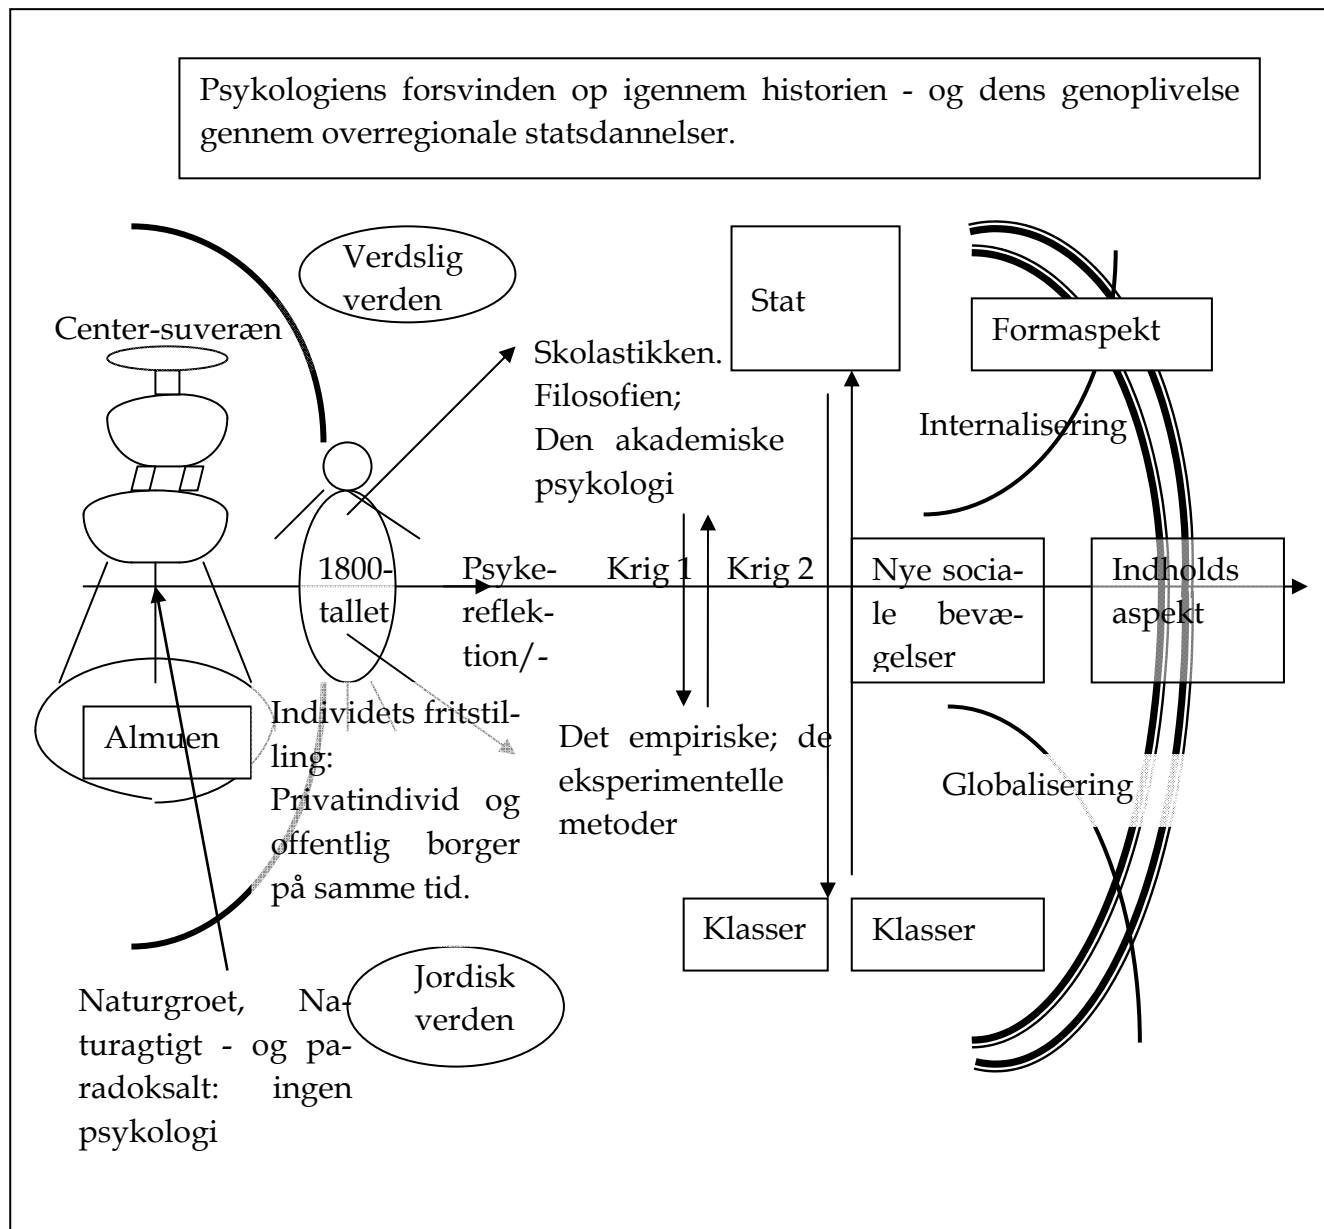 Psykologiens forsvinden op igennem historien - og dens genoplivelse
gennem overregionale statsdannelser.
Verdslig
verden
Center-suveræn
Stat
Formaspekt
Skolastikken.
Filosofien;
Den akademiske
psykologi
Internalisering
1800-
tallet
Psyke-
reflek-
tion/-
Krig 1
Krig 2
Nye socia-
le bevæ-
gelser
Indholds
aspekt
Almuen
Individets fritstil-
ling:
Privatindivid og
offentlig borger
på samme tid.
Det empiriske; de
eksperimentelle
metoder
Globalisering
Klasser
Klasser
Jordisk
verden
Naturgroet, Na-
turagtigt - og pa-
radoksalt: ingen
psykologi